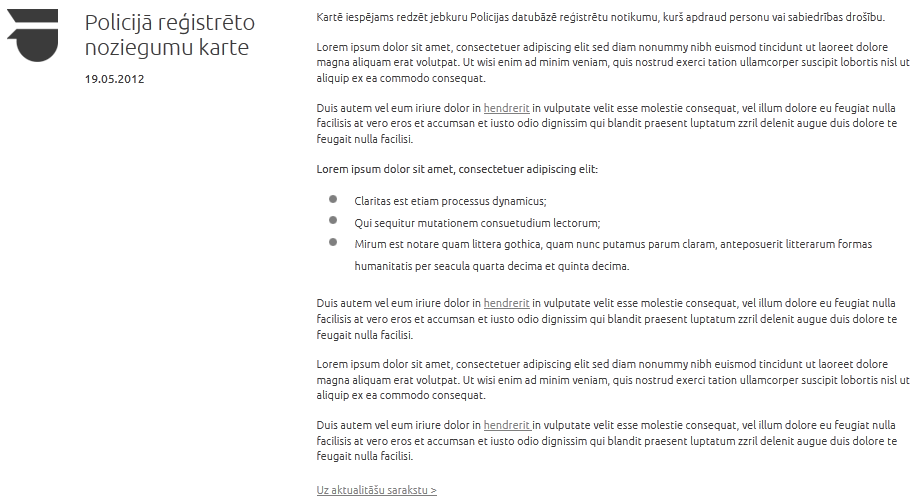 Policijā reģistrēto
noziegumu karte
19.05.2012
Kartē iespējams redzēt jebkuru Policijas datubāzē reģistrētu notikumu, kurš apdraud personu vai sabiedrības drošību.
Lorem ipsum dolor sit amet, consectetuer adipiscing elit sed diam nonummy nibh euismod tincidunt ut laoreet dolore
magna aliquam erat volutpat. Ut wisi enim ad minim veniam, quis nostrud exerci tation ullamcorper suscipit lobortis nisl ut
aliquip ex ea commodo consequat.
Duis autem vel eum iriure dolor in hendrerit in vulputate velit esse molestie consequat, vel illum dolore eu feugiat nulla
facilisis at vero eros et accumsan et iusto odio dignissim qui blandit praesent luptatum zzril delenit augue duis dolore te
feugait nulla facilisi.
Lorem ipsum dolor sit amet, consectetuer adipiscing elit:
Claritas est etiam processus dynamicus;
Qui sequitur mutationem consuetudium lectorum;
Mirum est notare quam littera gothica, quam nunc putamus parum claram, anteposuerit litterarum formas
humanitatis per seacula quarta decima et quinta decima.
Duis autem vel eum iriure dolor in hendrerit in vulputate velit esse molestie consequat, vel illum dolore eu feugiat nulla
facilisis at vero eros et accumsan et iusto odio dignissim qui blandit praesent luptatum zzril delenit augue duis dolore te
feugait nulla facilisi.
Lorem ipsum dolor sit amet, consectetuer adipiscing elit sed diam nonummy nibh euismod tincidunt ut laoreet dolore
magna aliquam erat volutpat. Ut wisi enim ad minim veniam, quis nostrud exerci tation ullamcorper suscipit lobortis nisl ut
aliquip ex ea commodo consequat.
Duis autem vel eum iriure dolor in hendrerit in vulputate velit esse molestie consequat, vel illum dolore eu feugiat nulla
facilisis at vero eros et accumsan et iusto odio dignissim qui blandit praesent luptatum zzril delenit augue duis dolore te
feugait nulla facilisi.
Uz aktualitāšu sarakstu >